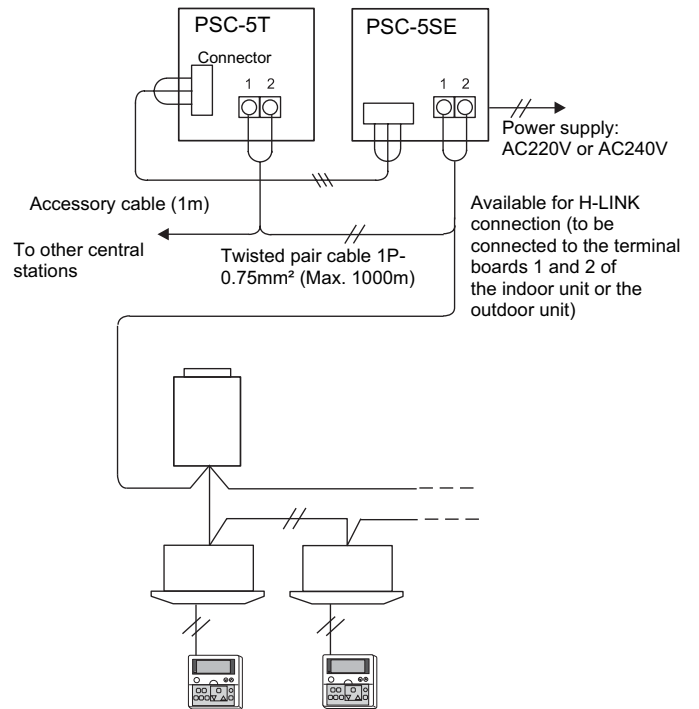 PSC-5T
PSC-5SE
Connector
1 2
1 2
Power supply:
AC220V or AC240V
Accessory cable (1m)
To other central
stations
Twisted pair cable 1P-
0.75mm² (Max. 1000m)
Available for H-LINK
connection (to be
connected to the terminal
boards 1 and 2 of
the indoor unit or the
outdoor unit)